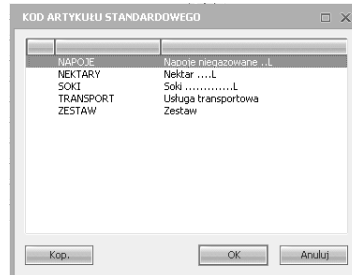 KOD ARTYKUŁU STANDARDOWEGO
NAPOJE Napoje niegazowane ..L
NEKTARY Nektar ....L
SOKI Soki .............L
TRANSPORT Usługa transportowa
ZESTAW Zestaw
Kop. OK Anuluj